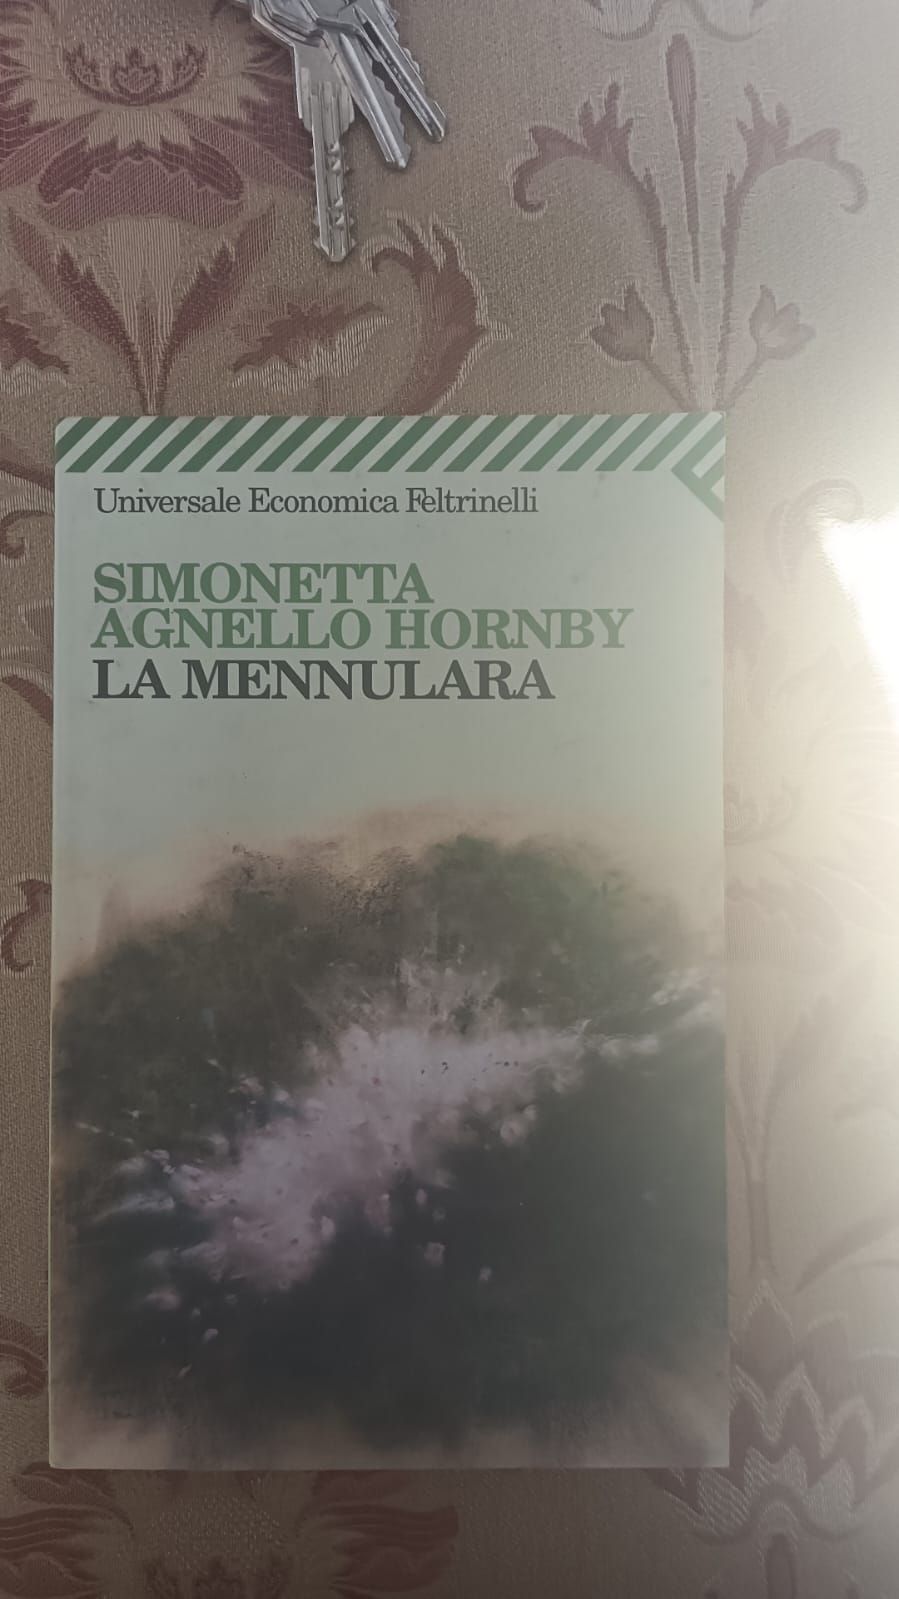 Universale Economica Feltrinelli
SIMONETTA
AGNELLO HORNBY
LA MENNULARA